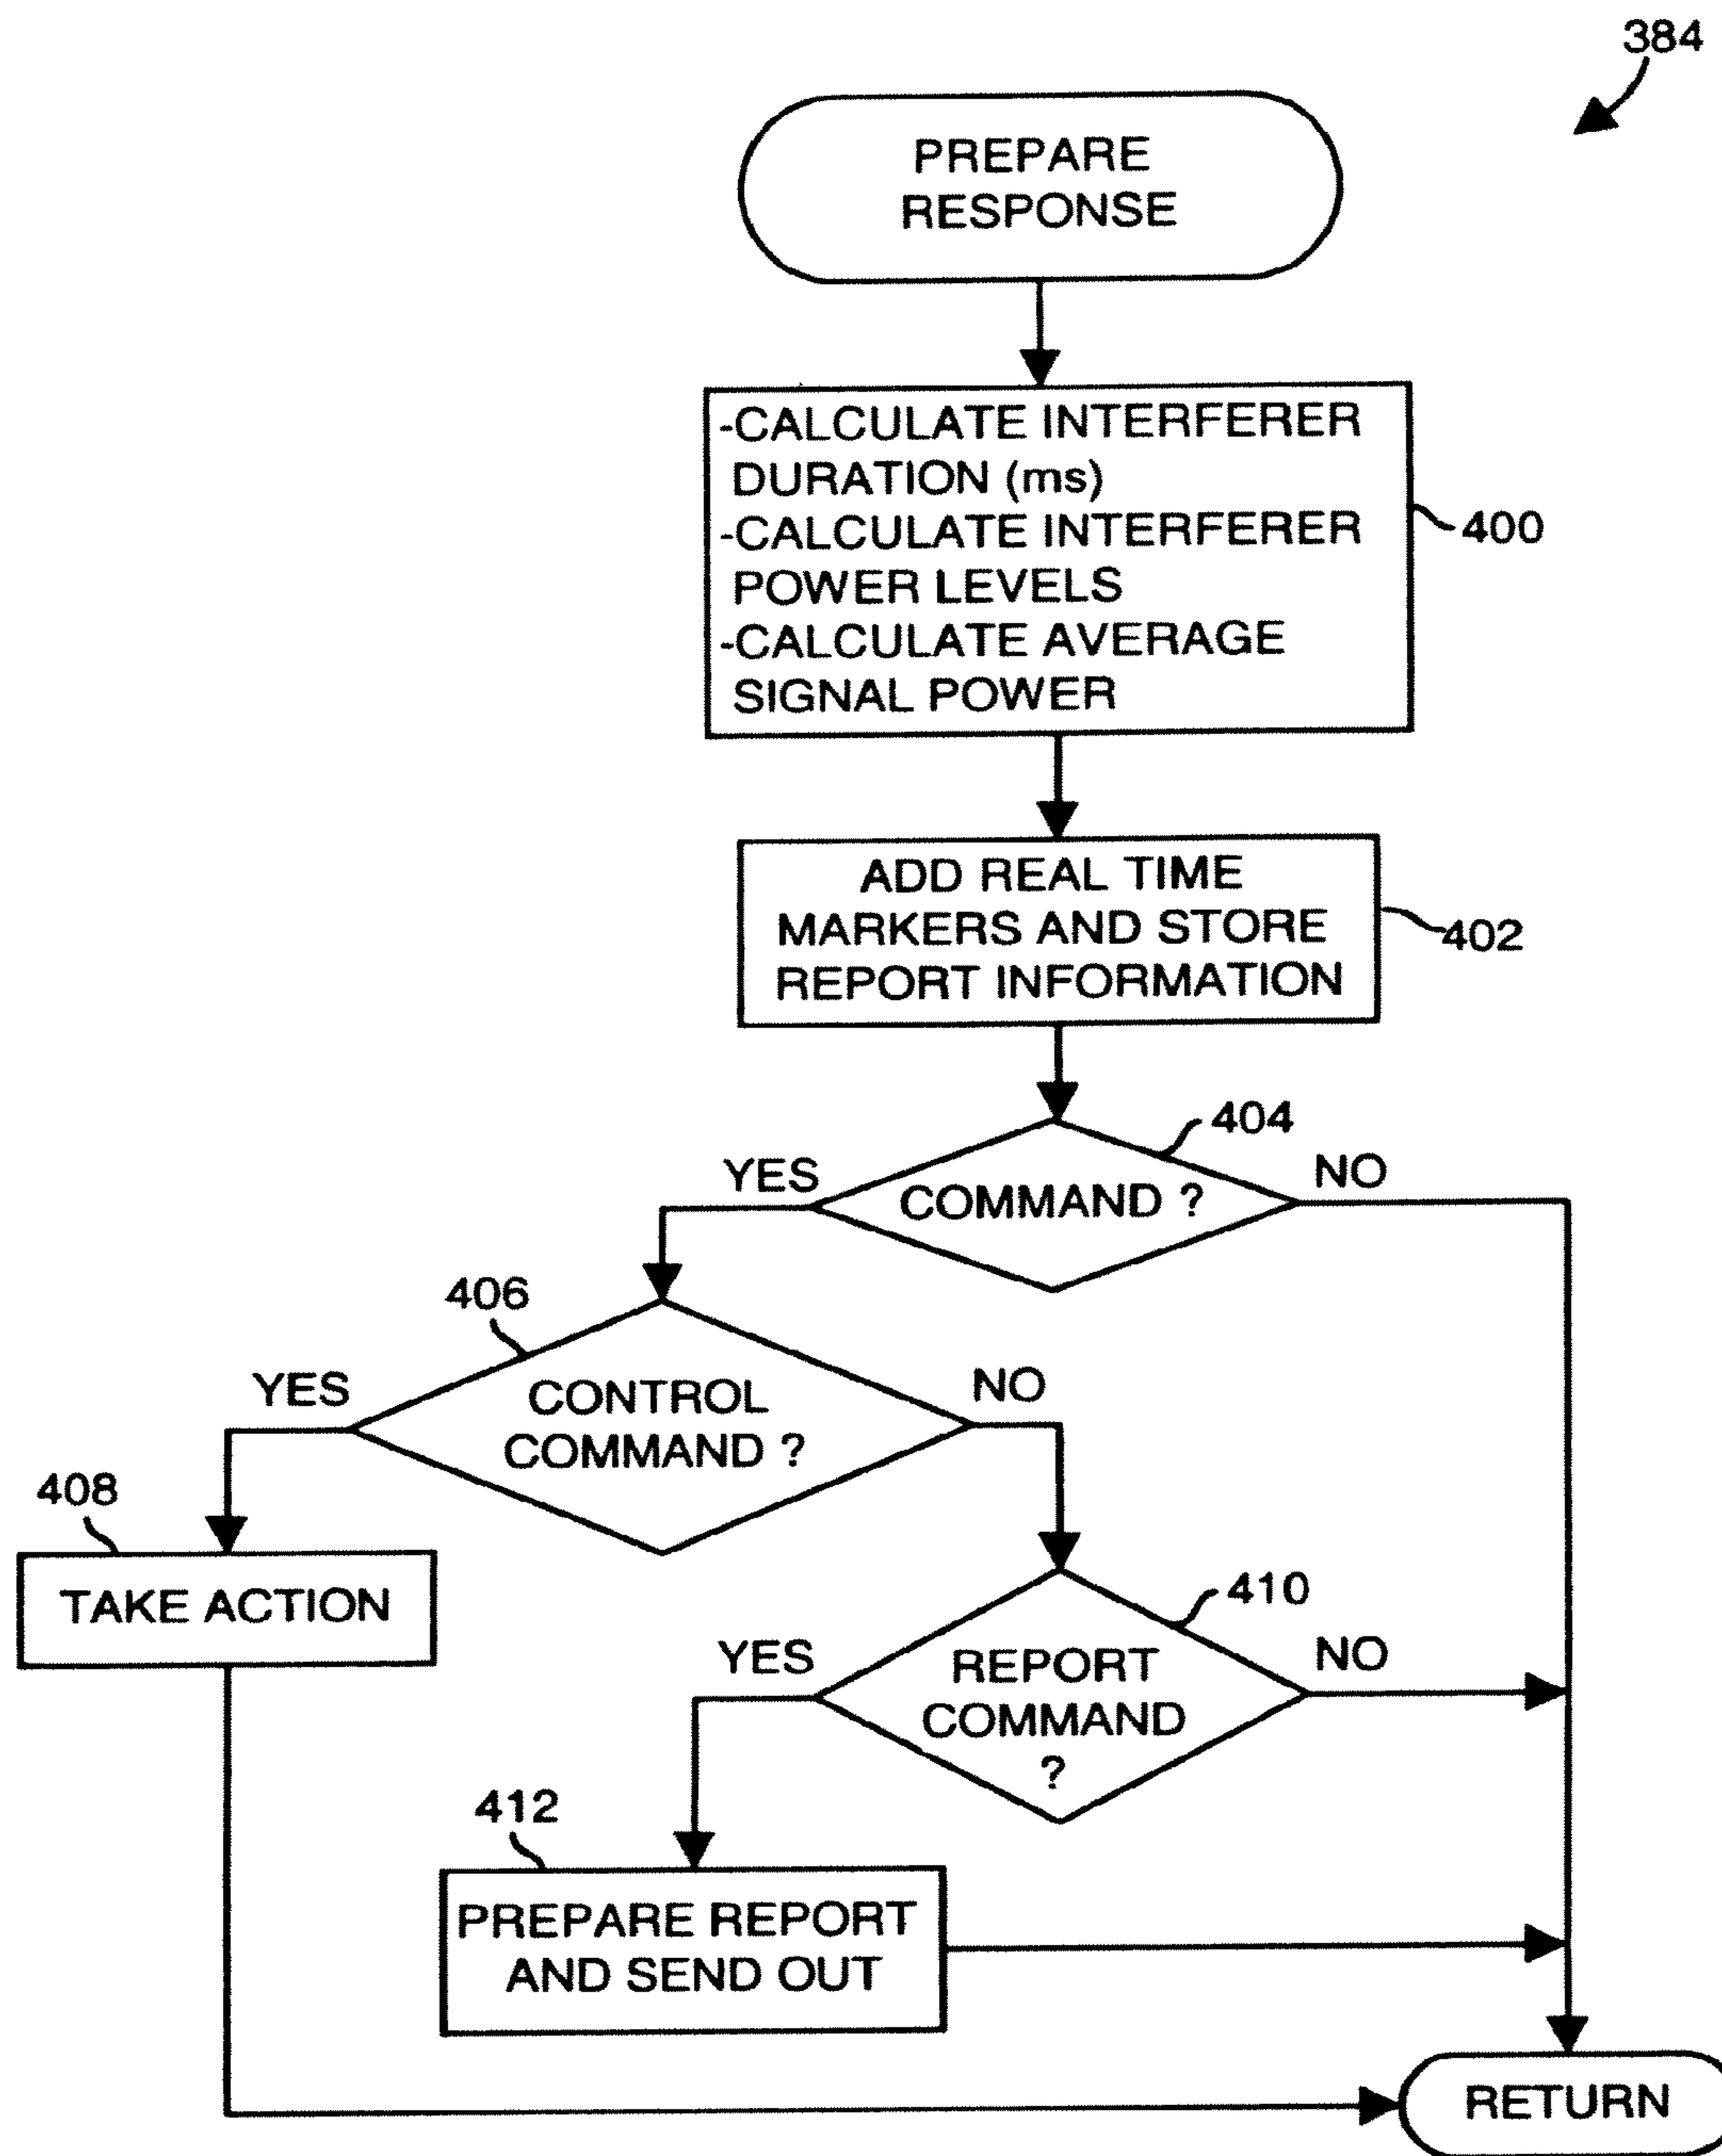 384
PREPARE
RESPONSE
-CALCULATE INTERFERER
DURATION (ms)
-CALCULATE INTERFERER
POWER LEVELS
-CALCULATE AVERAGE
SIGNAL POWER
400
ADD REAL TIME
MARKERS AND STORE
REPORT INFORMATION
402
404
YES
COMMAND ?
NO
406
YES
CONTROL
COMMAND ?
NO
408
TAKE ACTION
410
YES
REPORT
COMMAND
?
NO
412
PREPARE REPORT
AND SEND OUT
RETURN